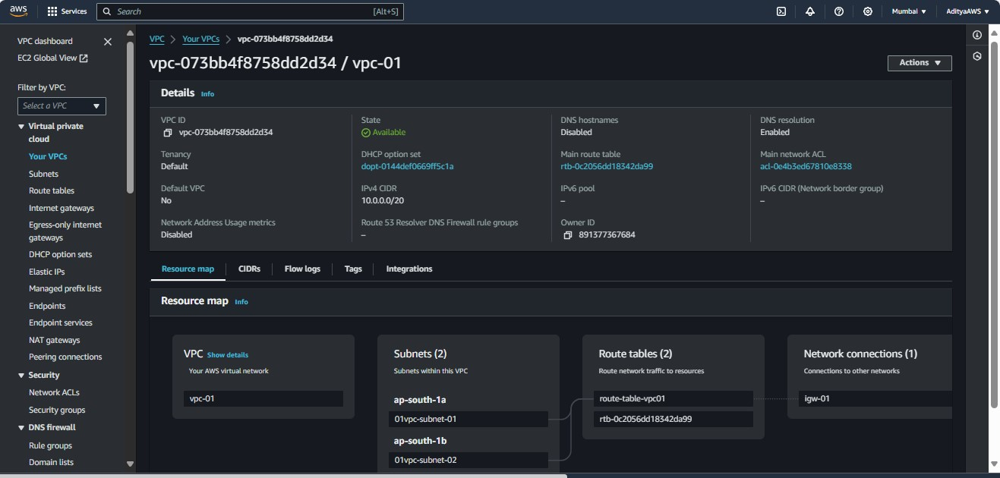 aws
Services
Search
[Alt+S]
Mumbai
AdityaAWS
VPC dashboard
EC2 Global View
Filter by VPC:
Select a VPC
Virtual private
cloud
Your VPCs
Subnets
Route tables
Internet gateways
Egress-only internet
gateways
DHCP option sets
Elastic IPs
Managed prefix lists
Endpoints
Endpoint services
NAT gateways
Peering connections
Security
Network ACLs
Security groups
DNS firewall
Rule groups
Domain lists
VPC
Your VPCs
vpc-073bb4f8758dd2d34
vpc-073bb4f8758dd2d34 / vpc-01
Actions
Details Info
VPC ID
vpc-073bb4f8758dd2d34
State
Available
DNS hostnames
Disabled
DNS resolution
Enabled
Tenancy
Default
DHCP option set
dopt-0144def0669ff5c1a
Main route table
rtb-0c2056dd18342da99
Main network ACL
acl-0e4b3ed67810e8338
Default VPC
No
IPv4 CIDR
10.0.0.0/20
IPv6 pool
–
IPv6 CIDR (Network border group)
–
Network Address Usage metrics
Disabled
Route 53 Resolver DNS Firewall rule groups
–
Owner ID
891377367684
Resource map
CIDRs
Flow logs
Tags
Integrations
Resource map Info
VPC Show details
Your AWS virtual network
vpc-01
Subnets (2)
Subnets within this VPC
ap-south-1a
01vpc-subnet-01
ap-south-1b
01vpc-subnet-02
Route tables (2)
Route network traffic to resources
route-table-vpc01
rtb-0c2056dd18342da99
Network connections (1)
Connections to other networks
igw-01